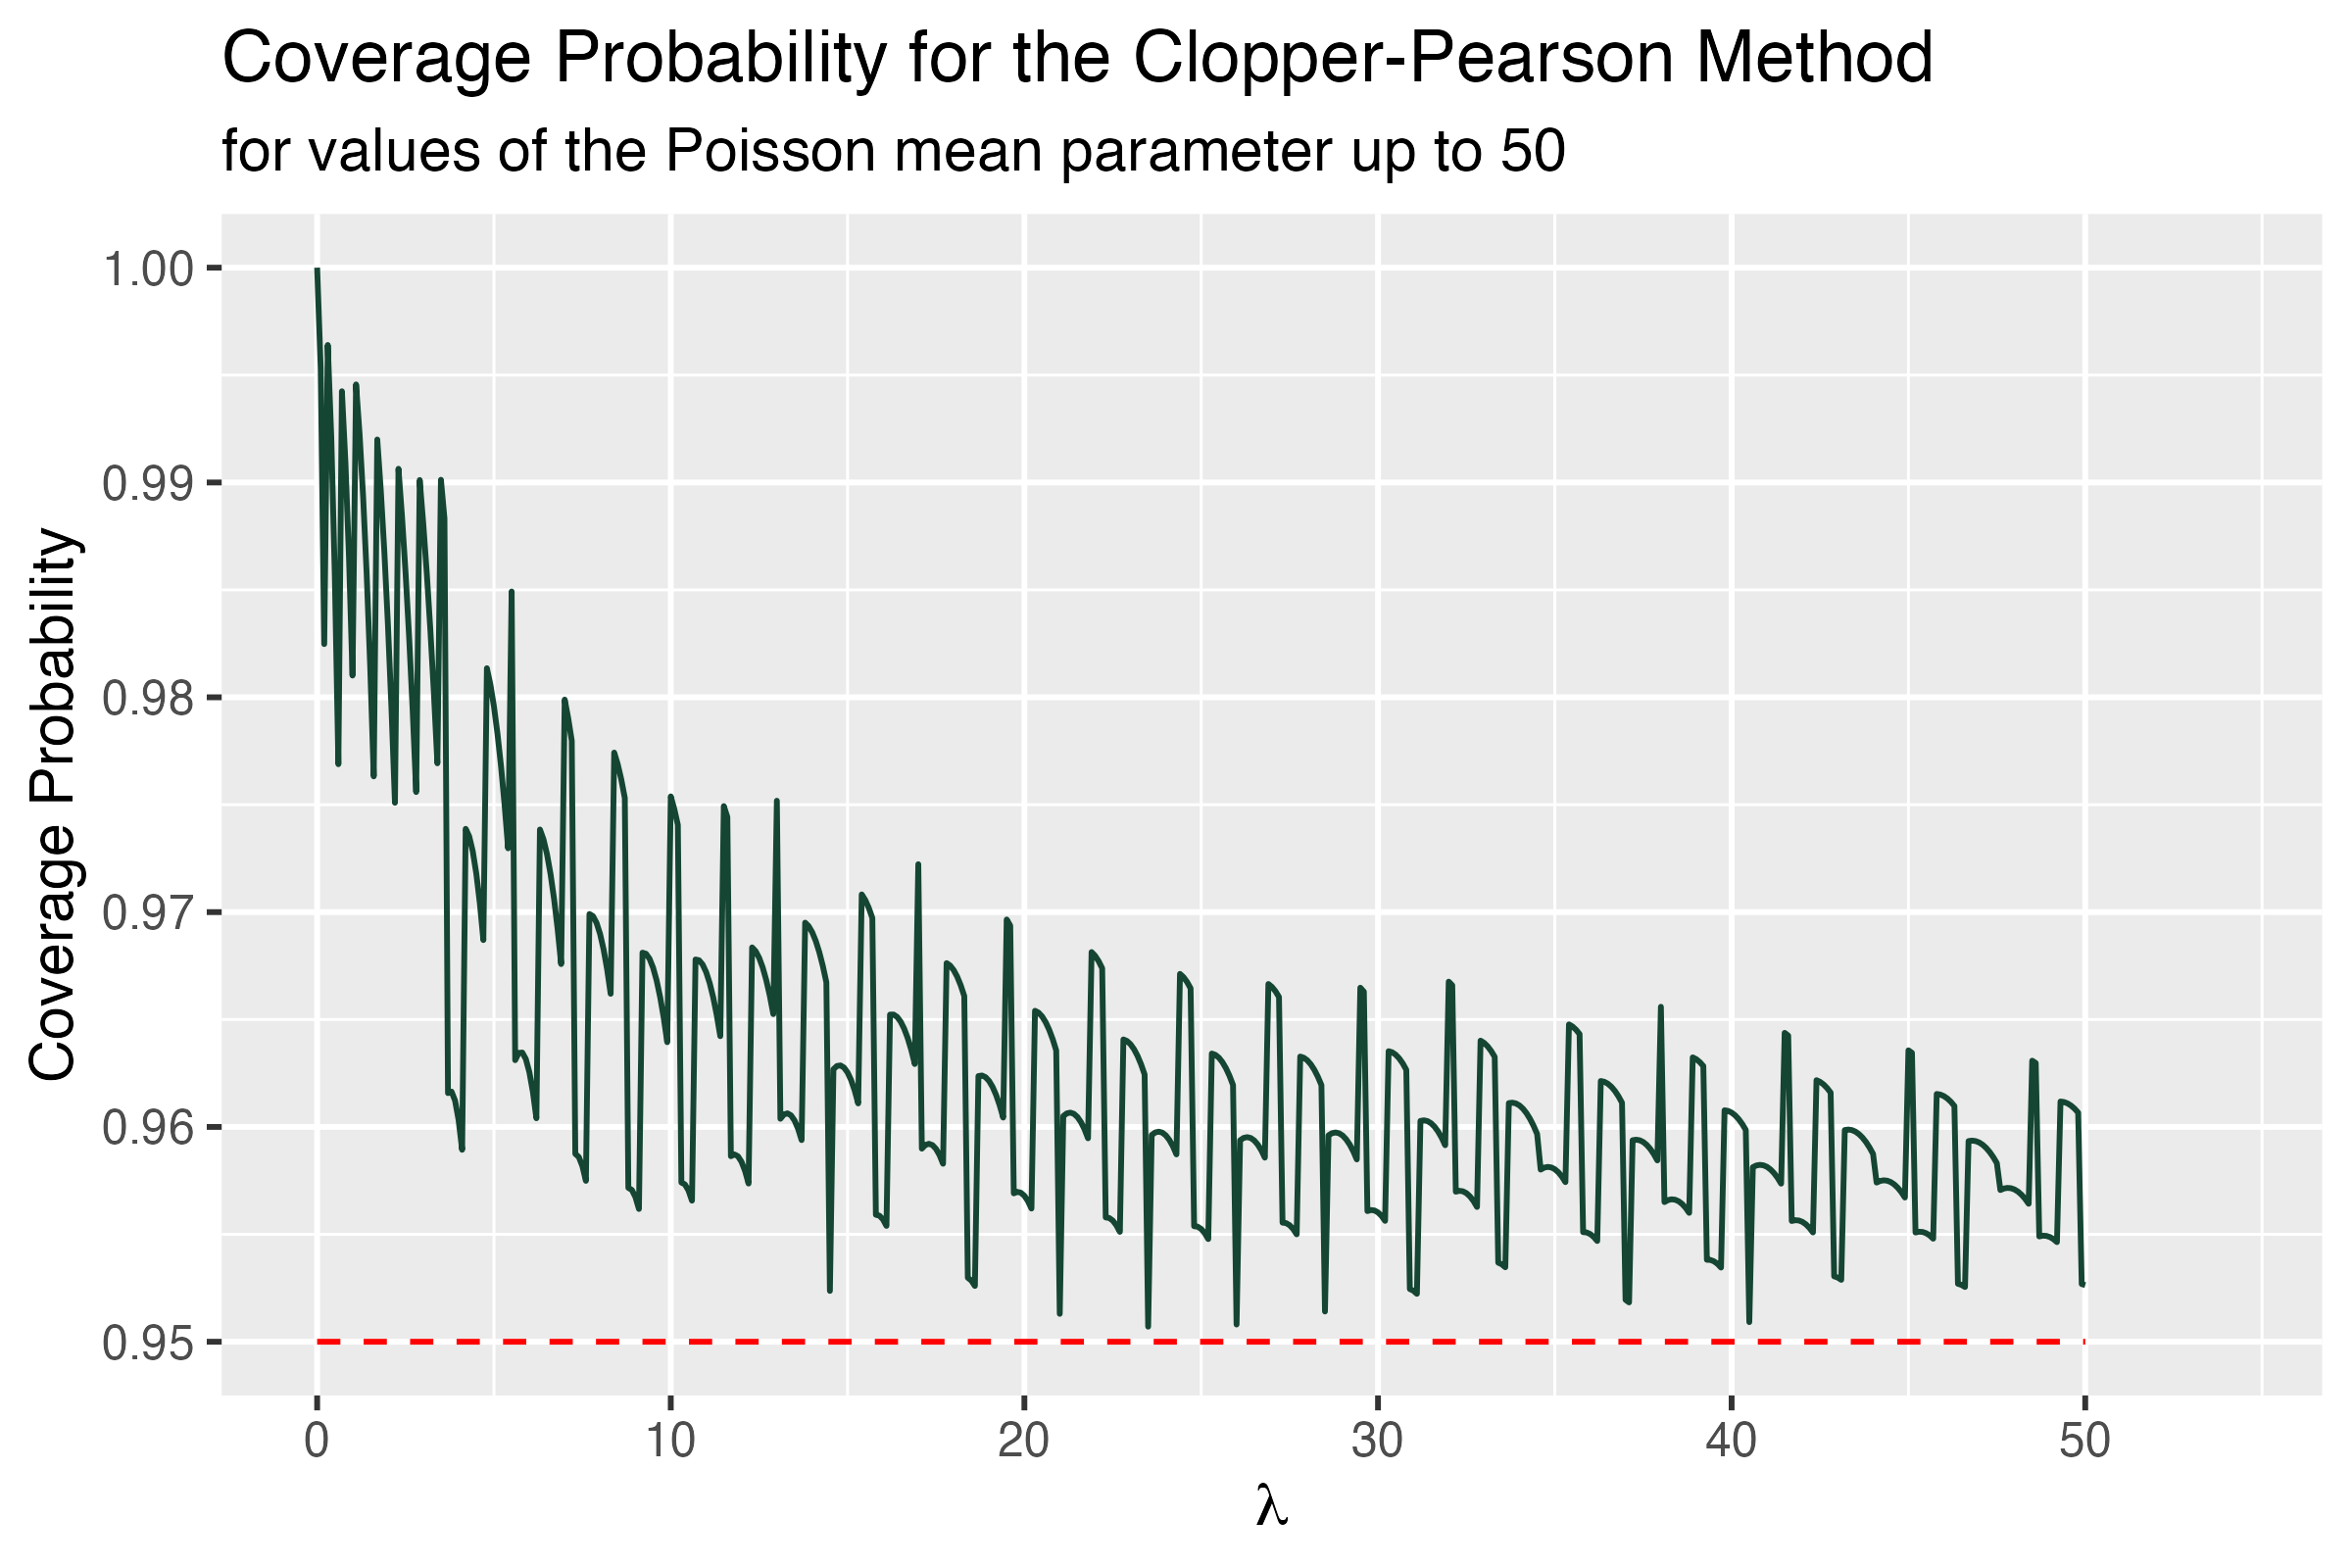 Coverage Probability for the Clopper-Pearson Method
for values of the Poisson mean parameter up to 50
Coverage Probability
1.00
0.99
0.98
0.97
0.96
0.95
0 10 20 30 40 50
λ